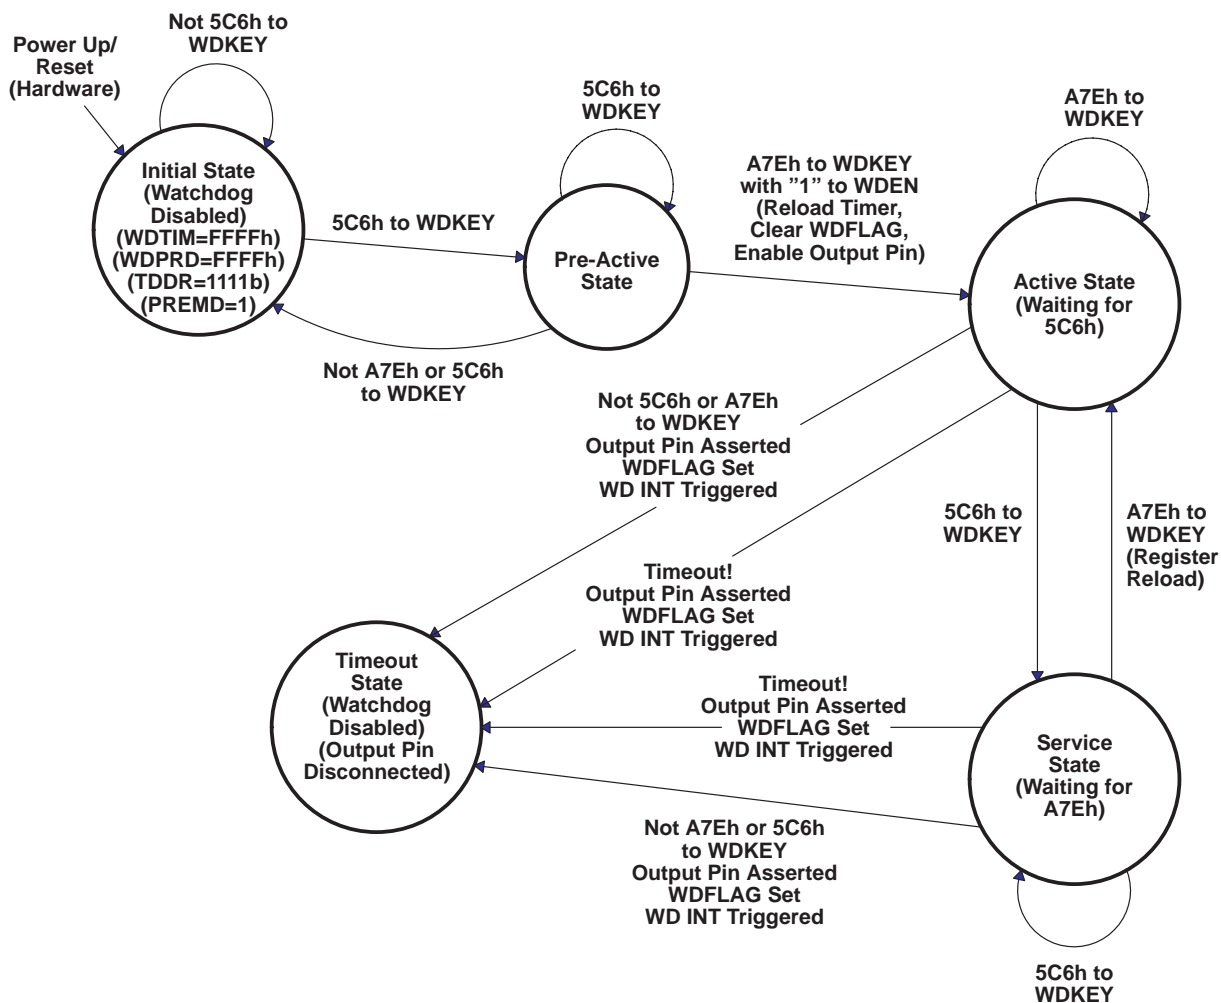 Not 5C6h to
WDKEY
Power Up/
Reset
(Hardware)
Initial State
(Watchdog
Disabled)
(WDTIM=FFFFh)
(WDPRD=FFFFh)
(TDDR=1111b)
(PREMD=1)
5C6h to WDKEY
Not A7Eh or 5C6h
to WDKEY
5C6h to
WDKEY
Pre-Active
State
A7Eh to WDKEY
with ”1” to WDEN
(Reload Timer,
Clear WDFLAG,
Enable Output Pin)
A7Eh to
WDKEY
Active State
(Waiting for
5C6h)
Not 5C6h or A7Eh
to WDKEY
Output Pin Asserted
WDFLAG Set
WD INT Triggered
Timeout!
Output Pin Asserted
WDFLAG Set
WD INT Triggered
5C6h to
WDKEY
A7Eh to
WDKEY
(Register
Reload)
Timeout
State
(Watchdog
Disabled)
(Output Pin
Disconnected)
Timeout!
Output Pin Asserted
WDFLAG Set
WD INT Triggered
Service
State
(Waiting for
A7Eh)
Not A7Eh or 5C6h
to WDKEY
Output Pin Asserted
WDFLAG Set
WD INT Triggered
5C6h to
WDKEY